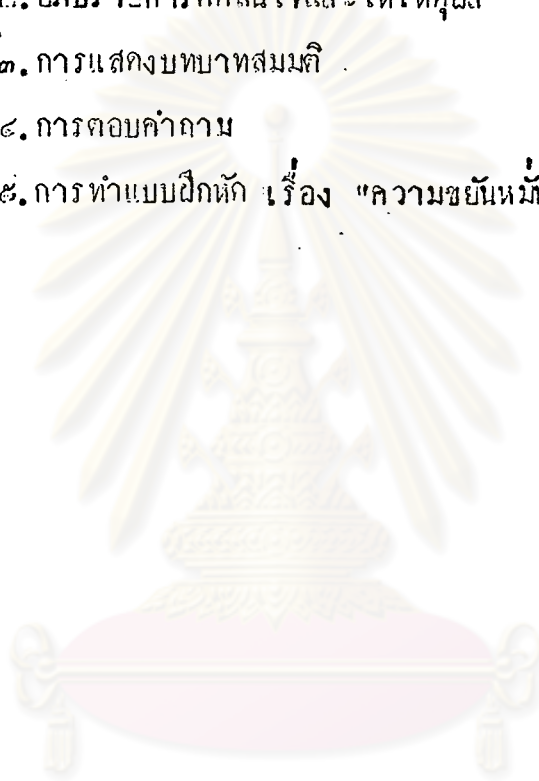 ๓. การแสดงบทบาทสมมติ
๔. การตอบคำถาม
๕. การทำแบบฝึกหัด เรื่อง "ความขยันหมั่